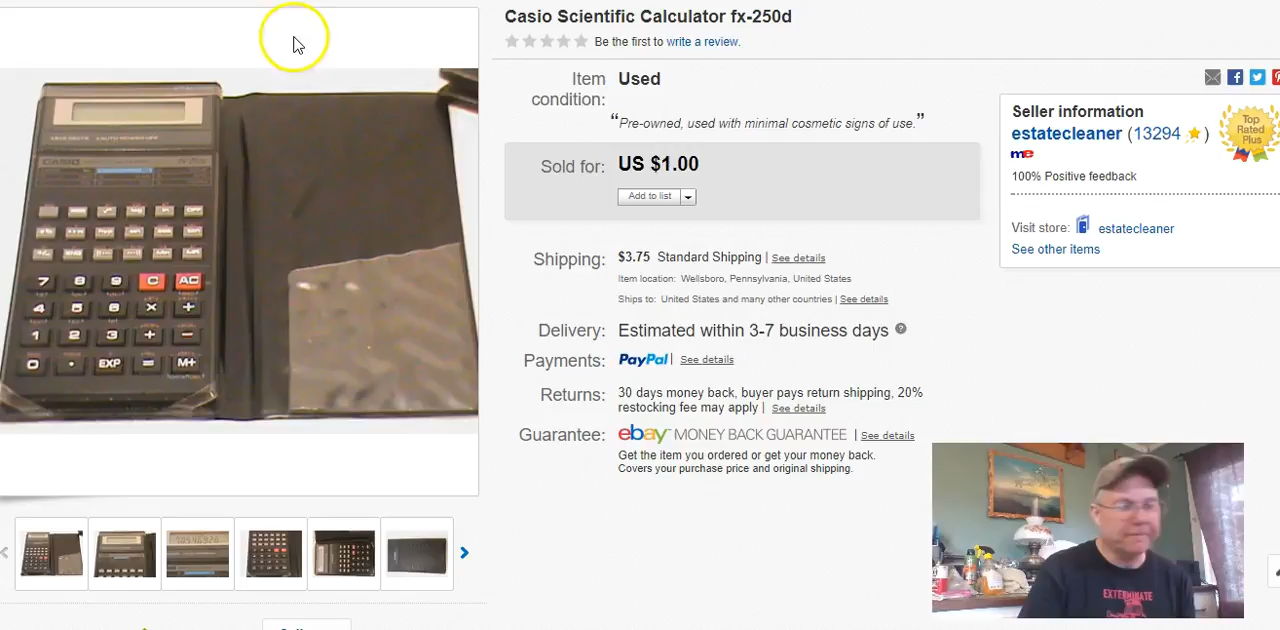 Casio Scientific Calculator fx-250d
Be the first to write a review.
Item condition:
Used
“Pre-owned, used with minimal cosmetic signs of use.”
Sold for:
US $1.00
Add to list
Shipping:
$3.75 Standard Shipping | See details
Item location: Wellsboro, Pennsylvania, United States
Ships to: United States and many other countries | See details
Delivery:
Estimated within 3-7 business days
Payments:
PayPal | See details
Returns:
30 days money back, buyer pays return shipping, 20%
restocking fee may apply | See details
Guarantee:
ebay MONEY BACK GUARANTEE | See details
Get the item you ordered or get your money back.
Covers your purchase price and original shipping.
Seller information
estatecleaner (13294 )
me
100% Positive feedback
Visit store: estatecleaner
See other items
Top
Rated
Plus
CASIO
7 8 9 C AC
4 5 6 × ÷
1 2 3 + −
0 . EXP = M+
EXTERMINATE